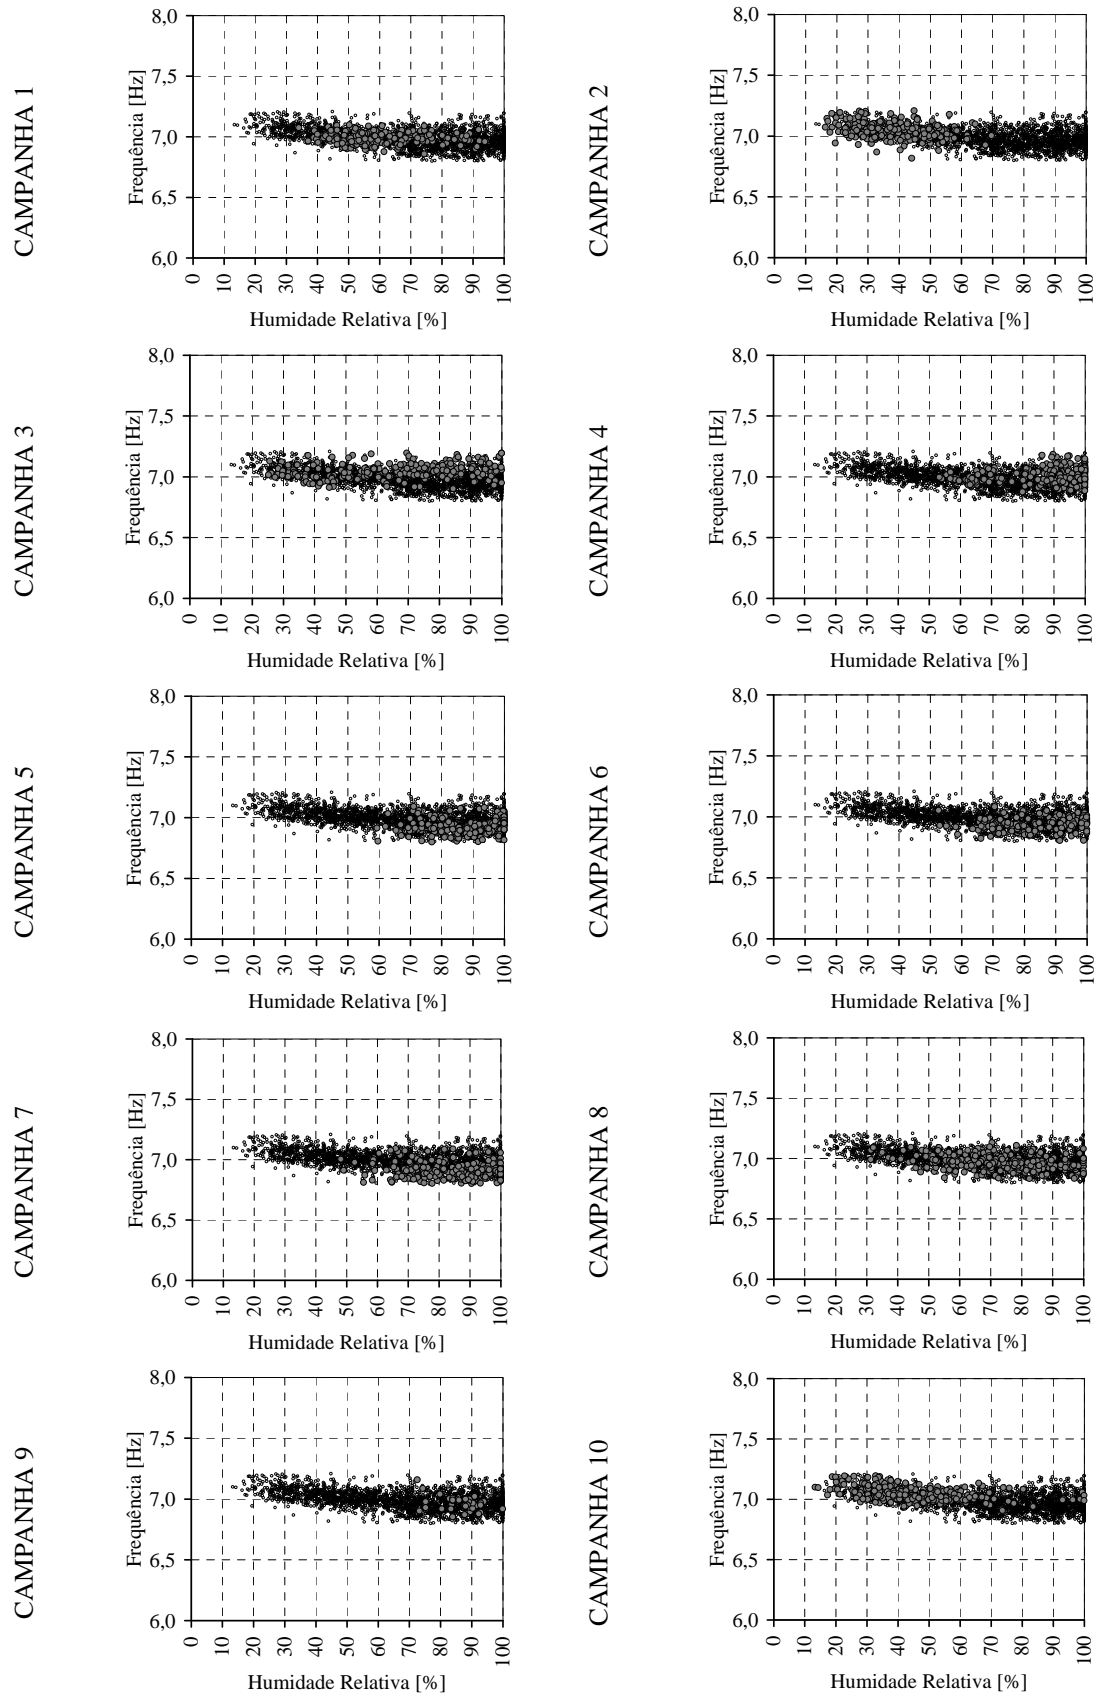 CAMPANHA 1
Frequência [Hz]
8,0
7,5
7,0
6,5
6,0
0 10 20 30 40 50 60 70 80 90 100
Humidade Relativa [%]
CAMPANHA 2
Frequência [Hz]
8,0
7,5
7,0
6,5
6,0
0 10 20 30 40 50 60 70 80 90 100
Humidade Relativa [%]
CAMPANHA 3
Frequência [Hz]
8,0
7,5
7,0
6,5
6,0
0 10 20 30 40 50 60 70 80 90 100
Humidade Relativa [%]
CAMPANHA 4
Frequência [Hz]
8,0
7,5
7,0
6,5
6,0
0 10 20 30 40 50 60 70 80 90 100
Humidade Relativa [%]
CAMPANHA 5
Frequência [Hz]
8,0
7,5
7,0
6,5
6,0
0 10 20 30 40 50 60 70 80 90 100
Humidade Relativa [%]
CAMPANHA 6
Frequência [Hz]
8,0
7,5
7,0
6,5
6,0
0 10 20 30 40 50 60 70 80 90 100
Humidade Relativa [%]
CAMPANHA 7
Frequência [Hz]
8,0
7,5
7,0
6,5
6,0
0 10 20 30 40 50 60 70 80 90 100
Humidade Relativa [%]
CAMPANHA 8
Frequência [Hz]
8,0
7,5
7,0
6,5
6,0
0 10 20 30 40 50 60 70 80 90 100
Humidade Relativa [%]
CAMPANHA 9
Frequência [Hz]
8,0
7,5
7,0
6,5
6,0
0 10 20 30 40 50 60 70 80 90 100
Humidade Relativa [%]
CAMPANHA 10
Frequência [Hz]
8,0
7,5
7,0
6,5
6,0
0 10 20 30 40 50 60 70 80 90 100
Humidade Relativa [%]